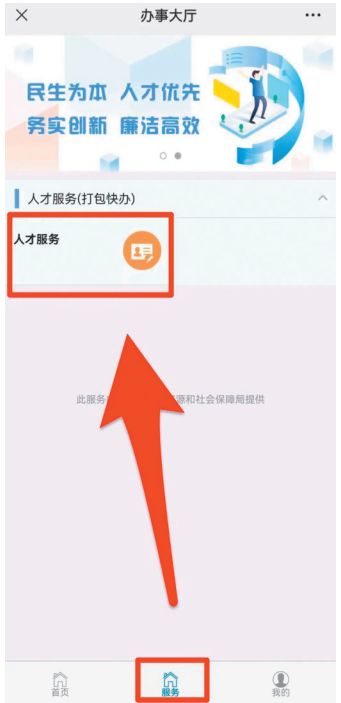 办事大厅
民生为本 人才优先
务实创新 廉洁高效
人才服务(打包快办)
人才服务
此服务
源和社会保障局提供
首页
服务
我的